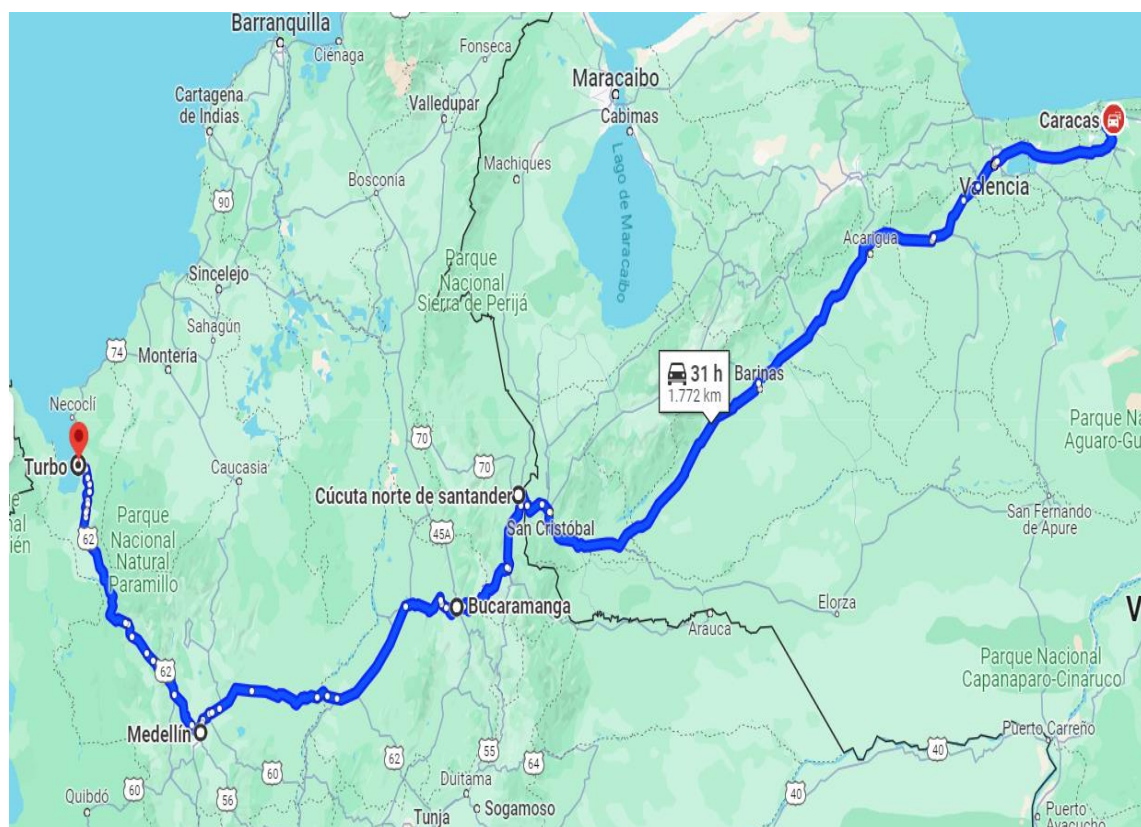 Barranquilla
Ciénaga
Fonseca
Maracaibo
Cabimas
Caracas
Cartagena
de Indias
Valledupar
Lago de Maracaibo
Machiques
Bosconia
Valencia
90
Acarigua
Sincelejo
Parque
Nacional
Sierra de Perijá
Sahagún
74
Montería
31 h
1.772 km
Barinas
Necoclí
Parque Na
Aguaro-Gu
70
Turbo
Caucasia
70
Cúcuta norte de santander
San Cristóbal
San Fernando
de Apure
62
Parque
Nacional
Natural
Paramillo
45A
al
ién
Bucaramanga
Elorza
Arauca
V
62
Parque Nacional
Capanaparo-Cinaruco
Medellín
Puerto Carreño
60
62
55
64
40
Duitama
60
56
40
Quibdó
Sogamoso
Tunja
Puerto
Ayacucho